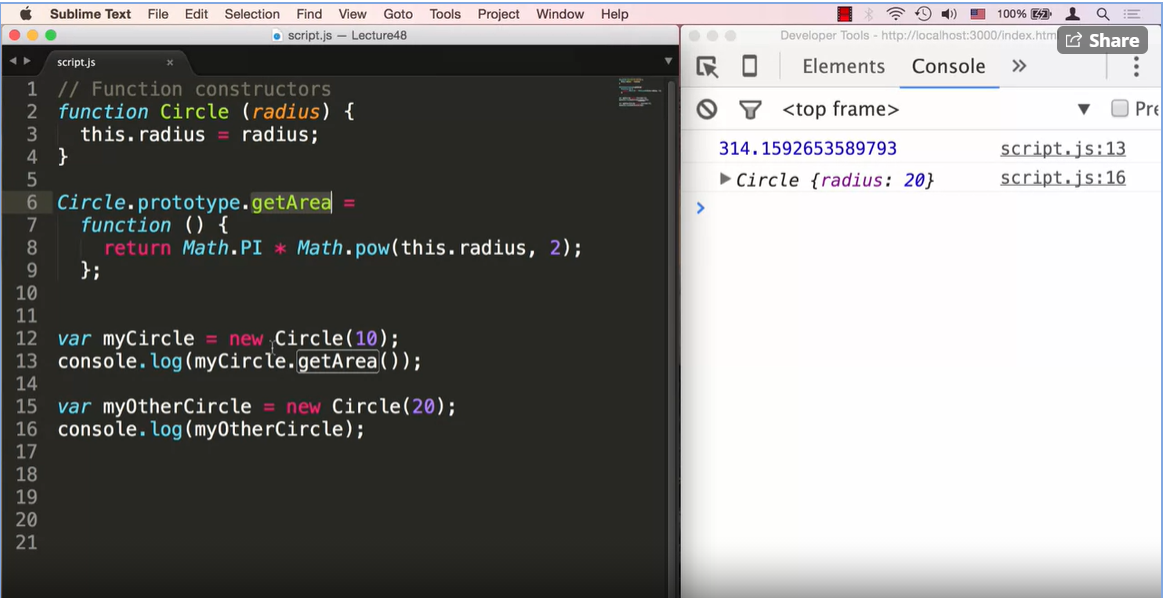 Sublime Text File Edit Selection Find View Goto Tools Project Window Help 100%
script.js — Lecture48
Developer Tools - http://localhost:3000/index.htm
Share
script.js ×
Elements Console »
<top frame> ▼ Pre
1 // Function constructors
2 function Circle (radius) {
3 this.radius = radius;
4 }
5
6 Circle.prototype.getArea =
7 function () {
8 return Math.PI * Math.pow(this.radius, 2);
9 };
10
11
12 var myCircle = new Circle(10);
13 console.log(myCircle.getArea());
14
15 var myOtherCircle = new Circle(20);
16 console.log(myOtherCircle);
17
18
19
20
21
314.1592653589793 script.js:13
▶ Circle {radius: 20} script.js:16
>